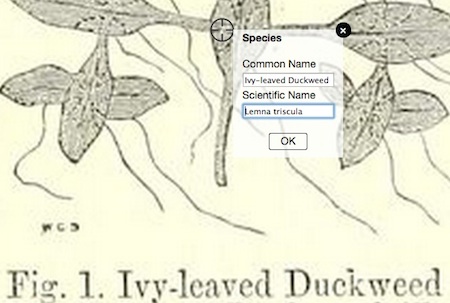 Species
Common Name
Ivy-leaved Duckweed
Scientific Name
Lemna triscula
OK
W G S
Fig. 1. Ivy-leaved Duckweed